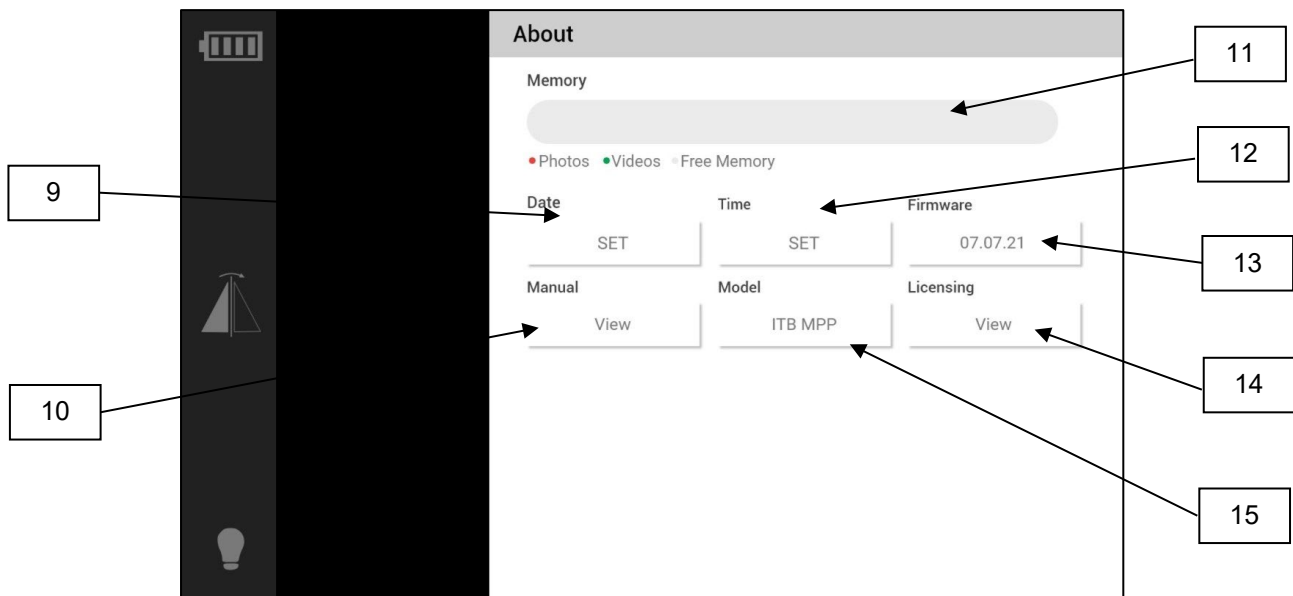 About
Memory
11
Photos Videos Free Memory
12
9
Date Time Firmware
SET SET 07.07.21
13
Manual Model Licensing
View ITB MPP View
14
10
15